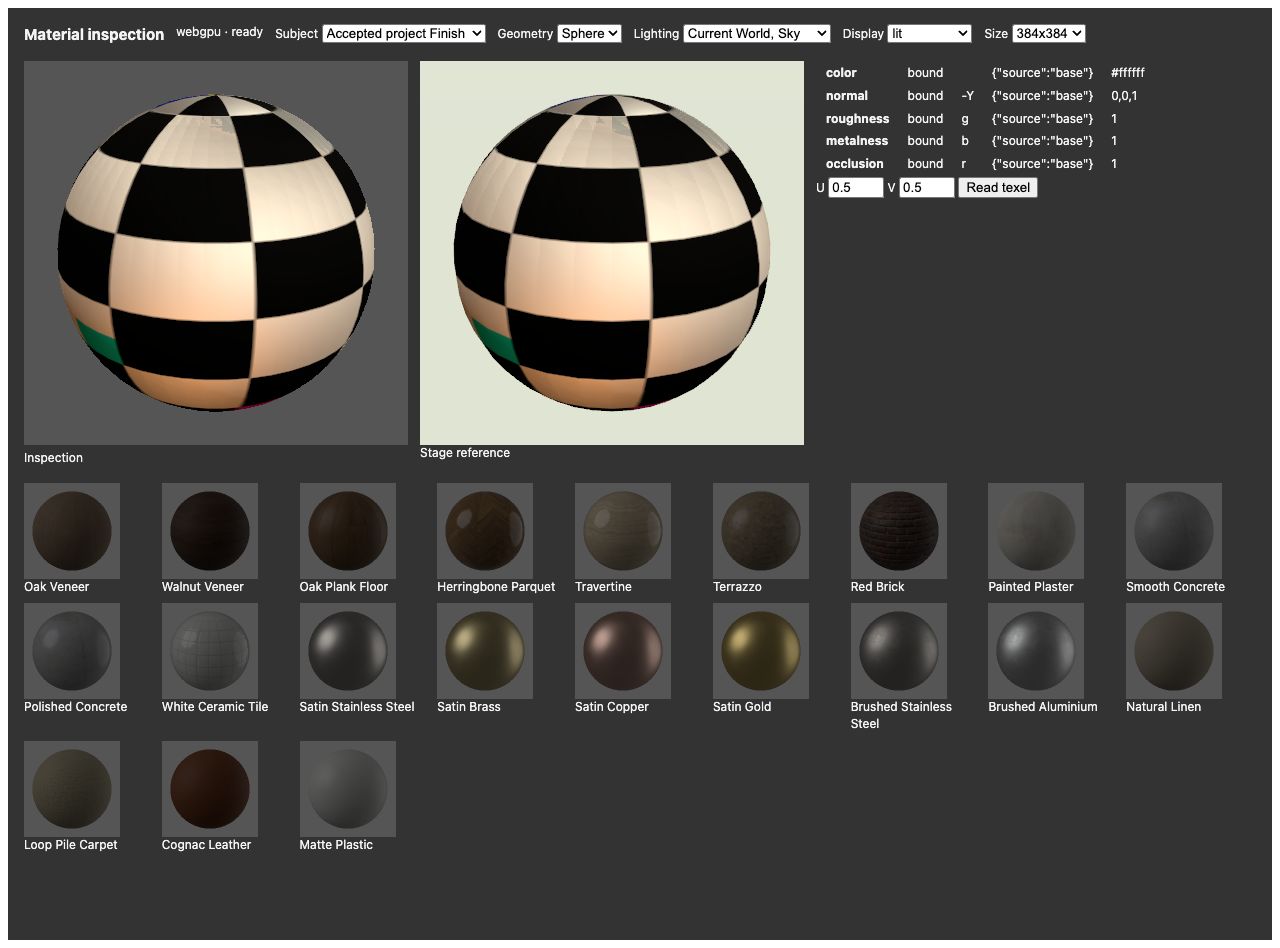 Material inspection webgpu · ready Subject Accepted project Finish Geometry Sphere Lighting Current World, Sky Display lit Size 384x384
color bound {"source":"base"} #ffffff
normal bound -Y {"source":"base"} 0,0,1
roughness bound g {"source":"base"} 1
metalness bound b {"source":"base"} 1
occlusion bound r {"source":"base"} 1
U 0.5 V 0.5 Read texel
Inspection
Stage reference
Oak Veneer
Walnut Veneer
Oak Plank Floor
Herringbone Parquet
Travertine
Terrazzo
Red Brick
Painted Plaster
Smooth Concrete
Polished Concrete
White Ceramic Tile
Satin Stainless Steel
Satin Brass
Satin Copper
Satin Gold
Brushed Stainless
Steel
Brushed Aluminium
Natural Linen
Loop Pile Carpet
Cognac Leather
Matte Plastic